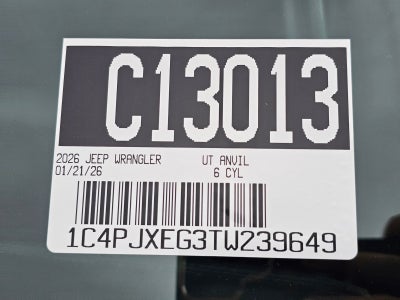 C13013
2026 JEEP WRANGLER UT ANVIL
01/21/26 6 CYL
1C4PJXEG3TW239649